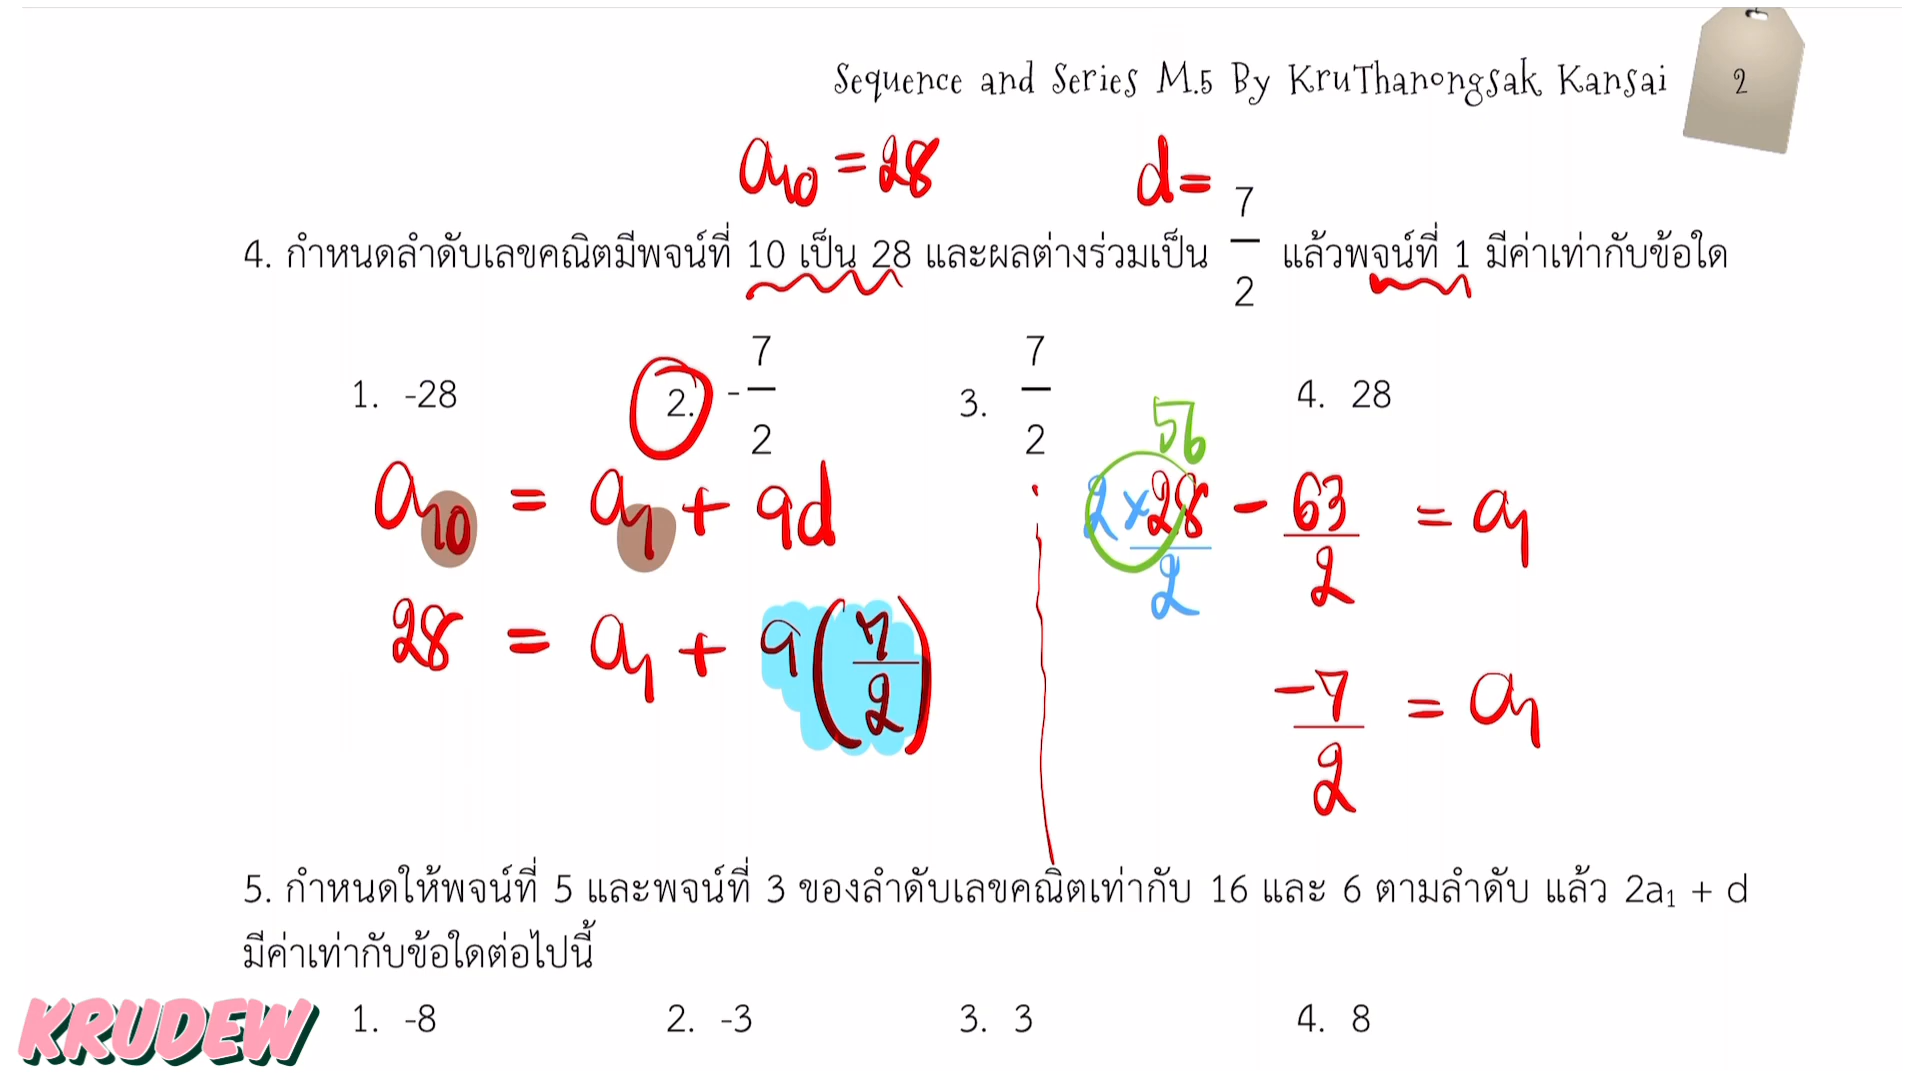 Sequence and Series M.5 By KruThanongsak Kansai 2
a10 = 28 d =
4. กำหนดลำดับเลขคณิตมีพจน์ที่ 10 เป็น 28 และผลต่างร่วมเป็น 7/2 แล้วพจน์ที่ 1 มีค่าเท่ากับข้อใด
1. -28 2. -7/2 3. 7/2 4. 28
56
a10 = a1 + 9d
2×28/2 - 63/2 = a1
28 = a1 + 9(7/2)
-7/2 = a1
5. กำหนดให้พจน์ที่ 5 และพจน์ที่ 3 ของลำดับเลขคณิตเท่ากับ 16 และ 6 ตามลำดับ แล้ว 2a₁ + d
มีค่าเท่ากับข้อใดต่อไปนี้
1. -8 2. -3 3. 3 4. 8
KRUDEW